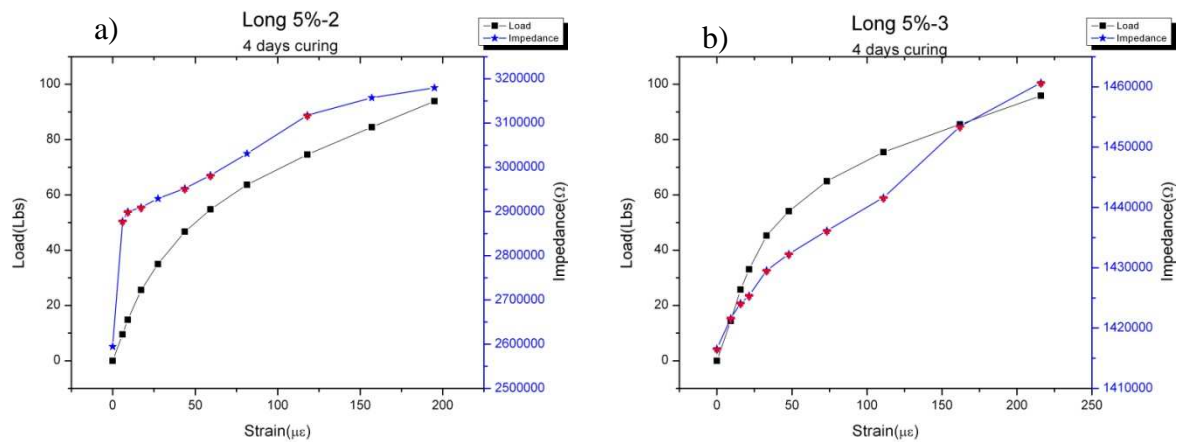 a)
Long 5%-2
4 days curing
Load
Impedance
Load(Lbs)
100
80
60
40
20
0
3200000
3100000
3000000
2900000
2800000
2700000
2600000
2500000
Impedance(Ω)
0 50 100 150 200
Strain(με)
b)
Long 5%-3
4 days curing
Load
Impedance
Load(Lbs)
100
80
60
40
20
0
1460000
1450000
1440000
1430000
1420000
1410000
Impedance(Ω)
0 50 100 150 200 250
Strain(με)